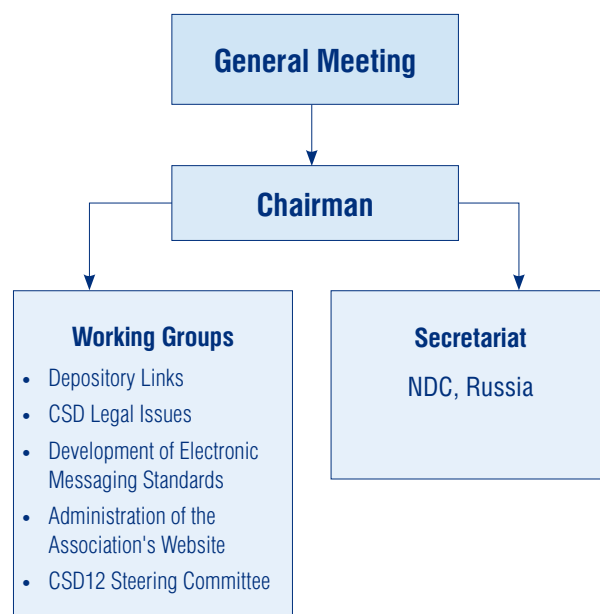 General Meeting
Chairman
Working Groups
• Depository Links
• CSD Legal Issues
• Development of Electronic
Messaging Standards
• Administration of the
Association's Website
• CSD12 Steering Committee
Secretariat
NDC, Russia